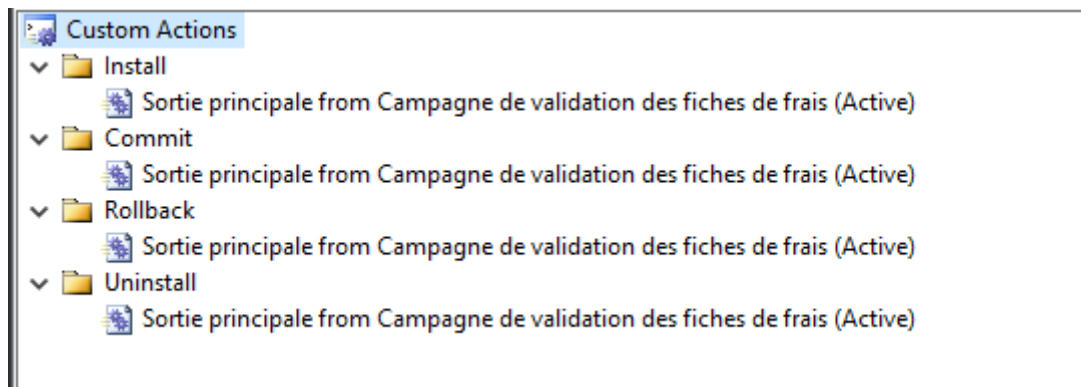 Custom Actions
Install
Sortie principale from Campagne de validation des fiches de frais (Active)
Commit
Sortie principale from Campagne de validation des fiches de frais (Active)
Rollback
Sortie principale from Campagne de validation des fiches de frais (Active)
Uninstall
Sortie principale from Campagne de validation des fiches de frais (Active)